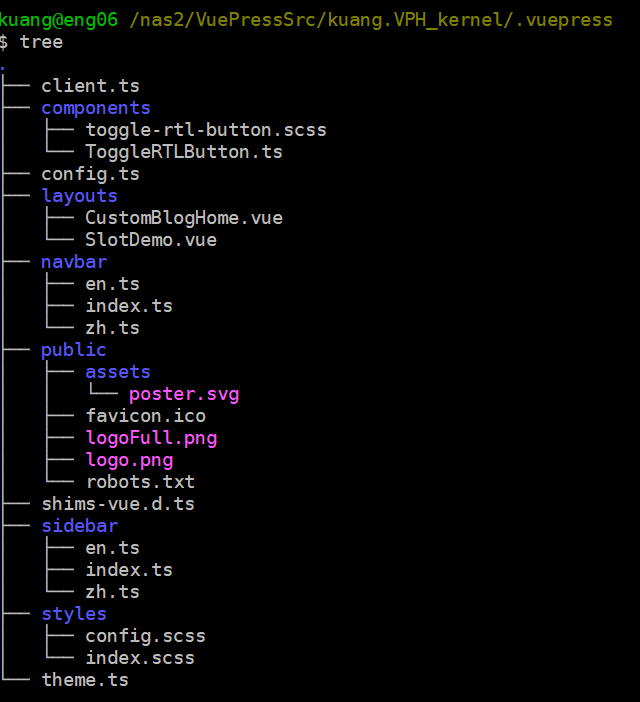 kuang@eng06 /nas2/VuePressSrc/kuang.VPH_kernel/.vuepress
$ tree
.
├── client.ts
├── components
│   ├── toggle-rtl-button.scss
│   └── ToggleRTLButton.ts
├── config.ts
├── layouts
│   ├── CustomBlogHome.vue
│   └── SlotDemo.vue
├── navbar
│   ├── en.ts
│   ├── index.ts
│   └── zh.ts
├── public
│   ├── assets
│   │   └── poster.svg
│   ├── favicon.ico
│   ├── logoFull.png
│   ├── logo.png
│   └── robots.txt
├── shims-vue.d.ts
├── sidebar
│   ├── en.ts
│   ├── index.ts
│   └── zh.ts
├── styles
│   ├── config.scss
│   └── index.scss
└── theme.ts